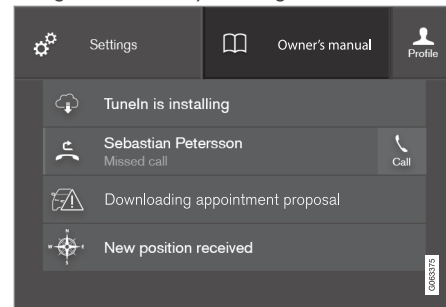 Settings
Owner's manual
Profile
TuneIn is installing
Sebastian Petersson
Missed call
Call
Downloading appointment proposal
N
W
E
S
New position received
G063375